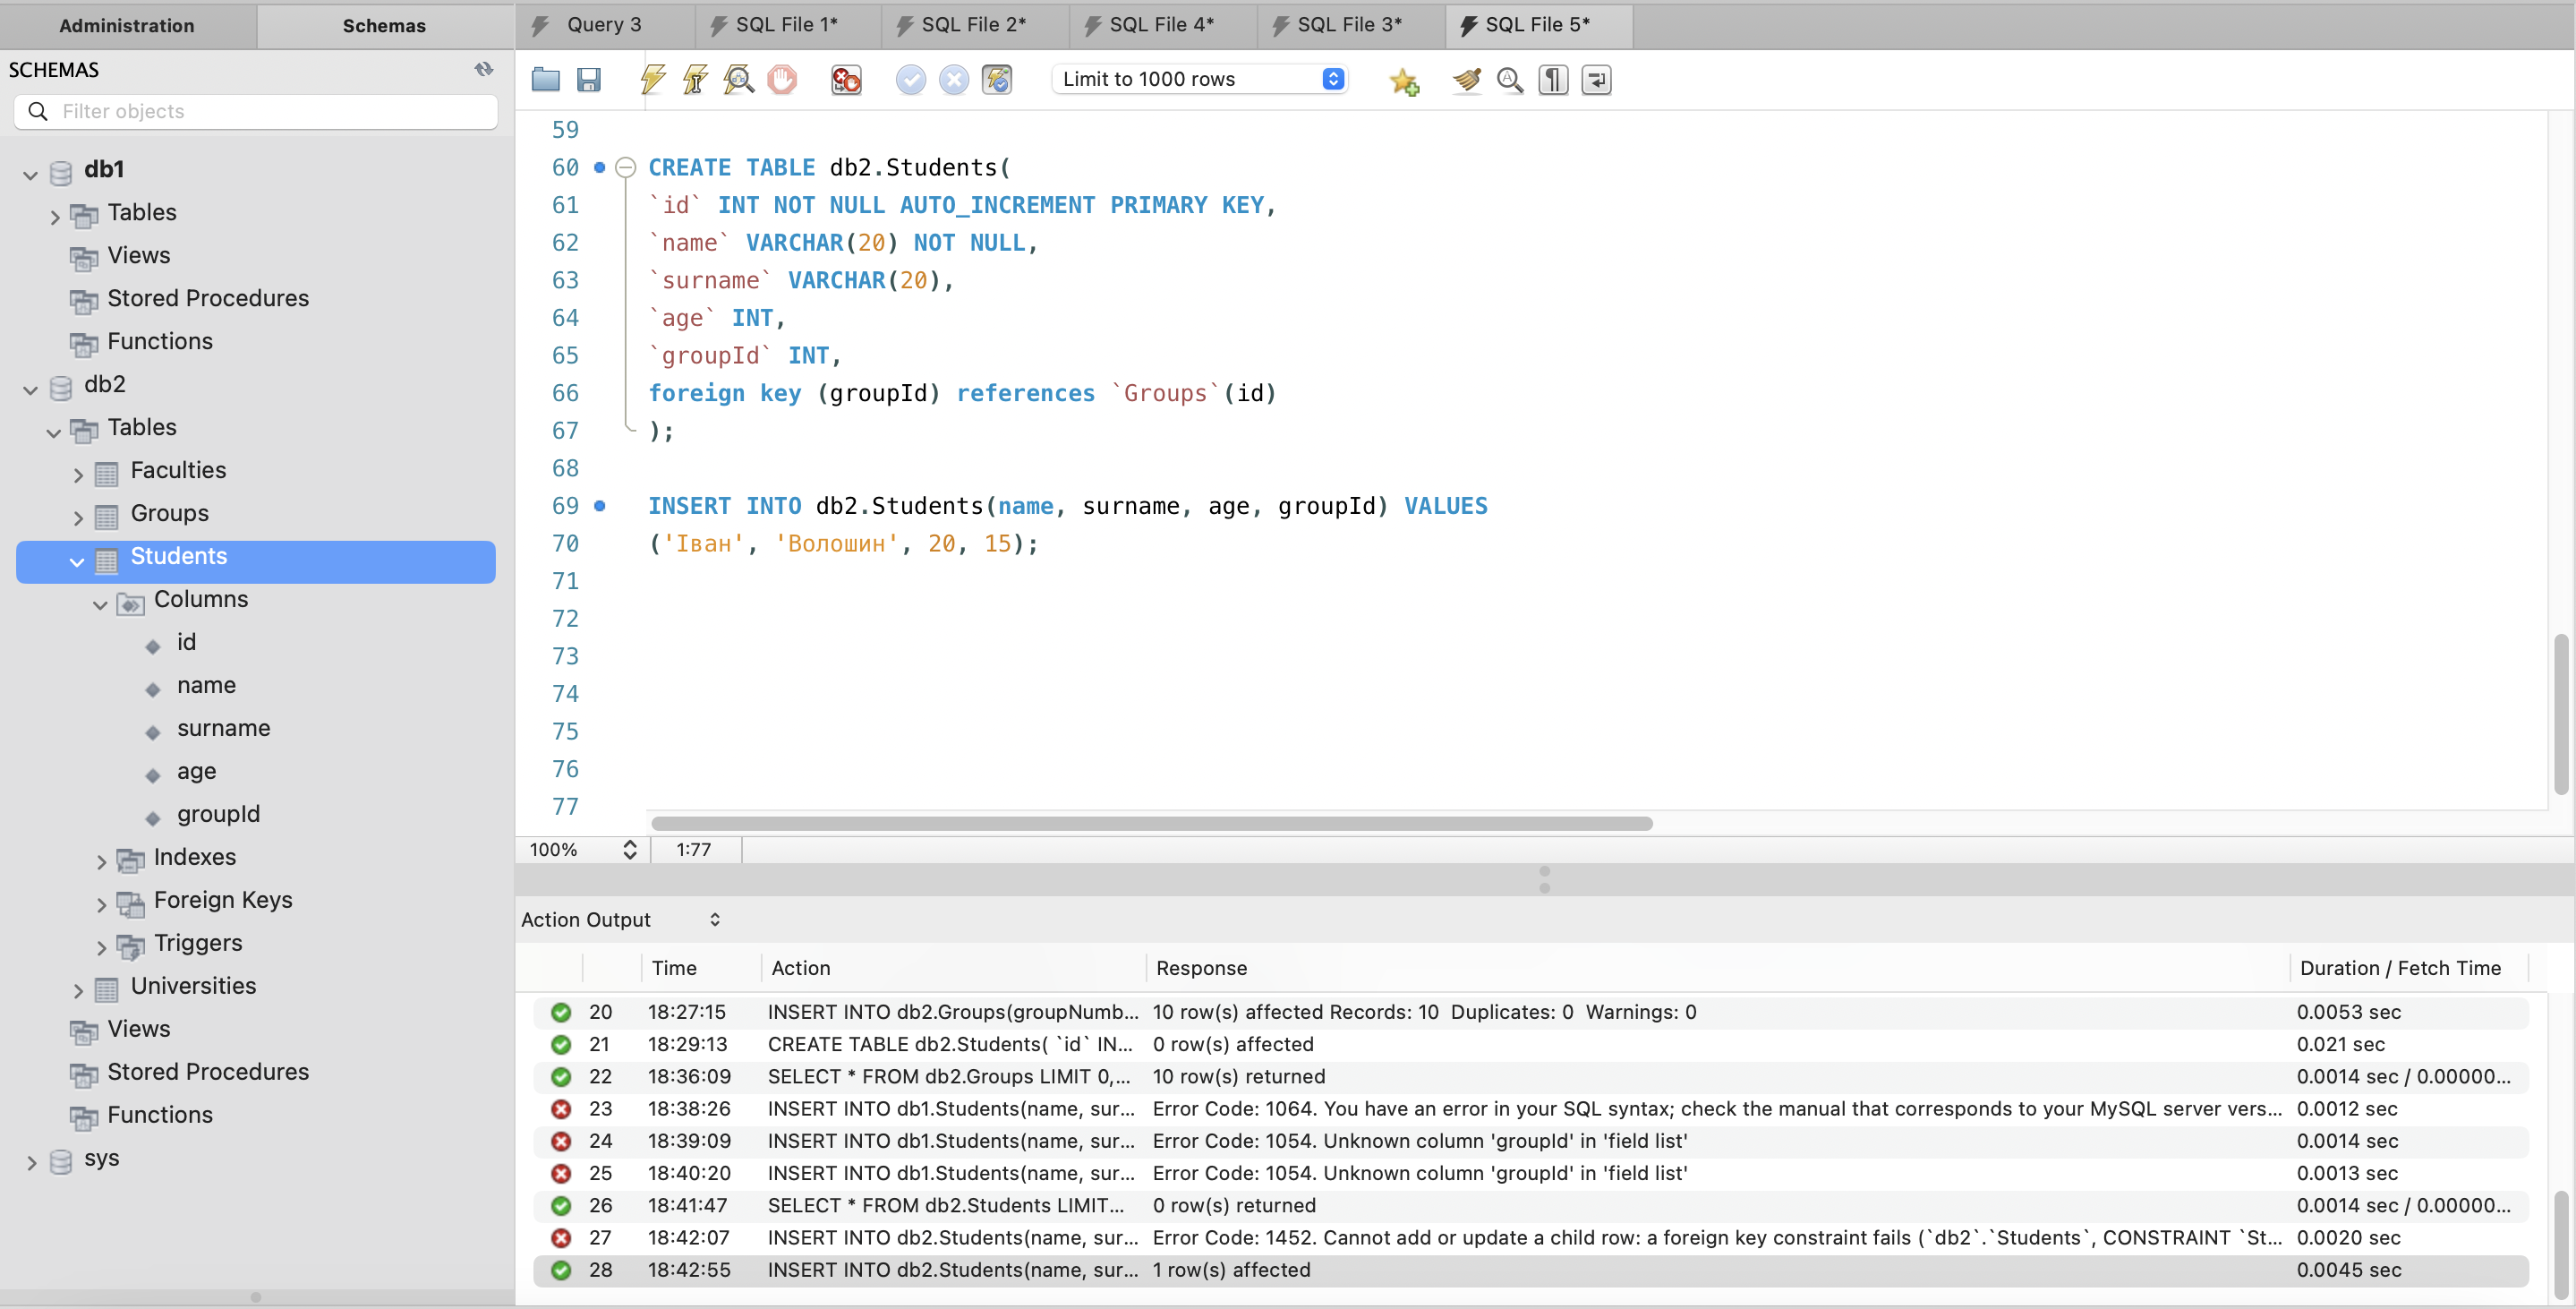 Administration Schemas
SCHEMAS
Filter objects
db1
Tables
Views
Stored Procedures
Functions
db2
Tables
Faculties
Groups
Students
Columns
id
name
surname
age
groupId
Indexes
Foreign Keys
Triggers
Universities
Views
Stored Procedures
Functions
sys
Query 3 SQL File 1* SQL File 2* SQL File 4* SQL File 3* SQL File 5*
Limit to 1000 rows
59
60 CREATE TABLE db2.Students(
61 `id` INT NOT NULL AUTO_INCREMENT PRIMARY KEY,
62 `name` VARCHAR(20) NOT NULL,
63 `surname` VARCHAR(20),
64 `age` INT,
65 `groupId` INT,
66 foreign key (groupId) references `Groups`(id)
67 );
68
69 INSERT INTO db2.Students(name, surname, age, groupId) VALUES
70 ('Іван', 'Волошин', 20, 15);
71
72
73
74
75
76
77
100% 1:77
Action Output
Time Action Response Duration / Fetch Time
20 18:27:15 INSERT INTO db2.Groups(groupNumb... 10 row(s) affected Records: 10 Duplicates: 0 Warnings: 0 0.0053 sec
21 18:29:13 CREATE TABLE db2.Students( `id` IN... 0 row(s) affected 0.021 sec
22 18:36:09 SELECT * FROM db2.Groups LIMIT 0,... 10 row(s) returned 0.0014 sec / 0.00000...
23 18:38:26 INSERT INTO db1.Students(name, sur... Error Code: 1064. You have an error in your SQL syntax; check the manual that corresponds to your MySQL server vers... 0.0012 sec
24 18:39:09 INSERT INTO db1.Students(name, sur... Error Code: 1054. Unknown column 'groupId' in 'field list' 0.0014 sec
25 18:40:20 INSERT INTO db1.Students(name, sur... Error Code: 1054. Unknown column 'groupId' in 'field list' 0.0013 sec
26 18:41:47 SELECT * FROM db2.Students LIMIT... 0 row(s) returned 0.0014 sec / 0.00000...
27 18:42:07 INSERT INTO db2.Students(name, sur... Error Code: 1452. Cannot add or update a child row: a foreign key constraint fails (`db2`.`Students`, CONSTRAINT `St... 0.0020 sec
28 18:42:55 INSERT INTO db2.Students(name, sur... 1 row(s) affected 0.0045 sec